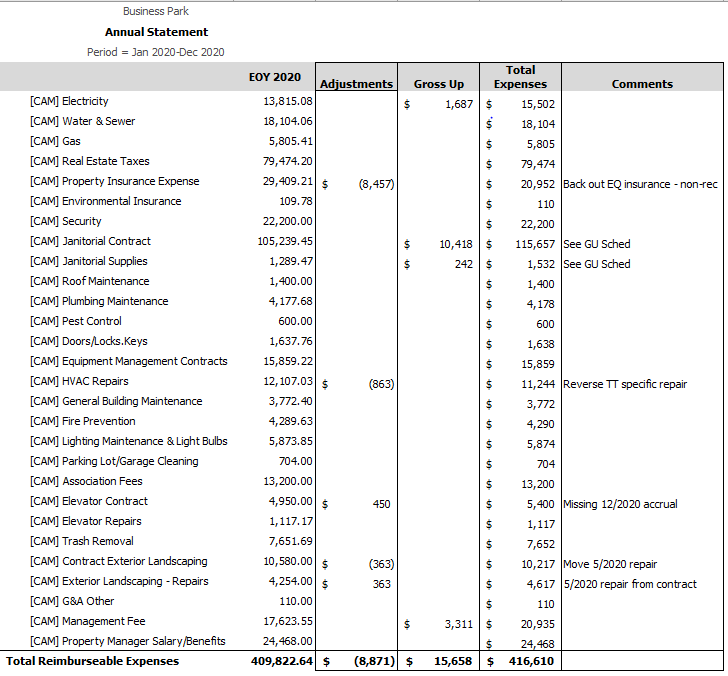 Business Park
Annual Statement
Period = Jan 2020-Dec 2020
EOY 2020 Adjustments Gross Up Total Expenses Comments
[CAM] Electricity 13,815.08 $ 1,687 $ 15,502
[CAM] Water & Sewer 18,104.06 $ 18,104
[CAM] Gas 5,805.41 $ 5,805
[CAM] Real Estate Taxes 79,474.20 $ 79,474
[CAM] Property Insurance Expense 29,409.21 $ (8,457) $ 20,952 Back out EQ insurance - non-rec
[CAM] Environmental Insurance 109.78 $ 110
[CAM] Security 22,200.00 $ 22,200
[CAM] Janitorial Contract 105,239.45 $ 10,418 $ 115,657 See GU Sched
[CAM] Janitorial Supplies 1,289.47 $ 242 $ 1,532 See GU Sched
[CAM] Roof Maintenance 1,400.00 $ 1,400
[CAM] Plumbing Maintenance 4,177.68 $ 4,178
[CAM] Pest Control 600.00 $ 600
[CAM] Doors/Locks.Keys 1,637.76 $ 1,638
[CAM] Equipment Management Contracts 15,859.22 $ 15,859
[CAM] HVAC Repairs 12,107.03 $ (863) $ 11,244 Reverse TT specific repair
[CAM] General Building Maintenance 3,772.40 $ 3,772
[CAM] Fire Prevention 4,289.63 $ 4,290
[CAM] Lighting Maintenance & Light Bulbs 5,873.85 $ 5,874
[CAM] Parking Lot/Garage Cleaning 704.00 $ 704
[CAM] Association Fees 13,200.00 $ 13,200
[CAM] Elevator Contract 4,950.00 $ 450 $ 5,400 Missing 12/2020 accrual
[CAM] Elevator Repairs 1,117.17 $ 1,117
[CAM] Trash Removal 7,651.69 $ 7,652
[CAM] Contract Exterior Landscaping 10,580.00 $ (363) $ 10,217 Move 5/2020 repair
[CAM] Exterior Landscaping - Repairs 4,254.00 $ 363 $ 4,617 5/2020 repair from contract
[CAM] G&A Other 110.00 $ 110
[CAM] Management Fee 17,623.55 $ 3,311 $ 20,935
[CAM] Property Manager Salary/Benefits 24,468.00 $ 24,468
Total Reimburseable Expenses 409,822.64 $ (8,871) $ 15,658 $ 416,610